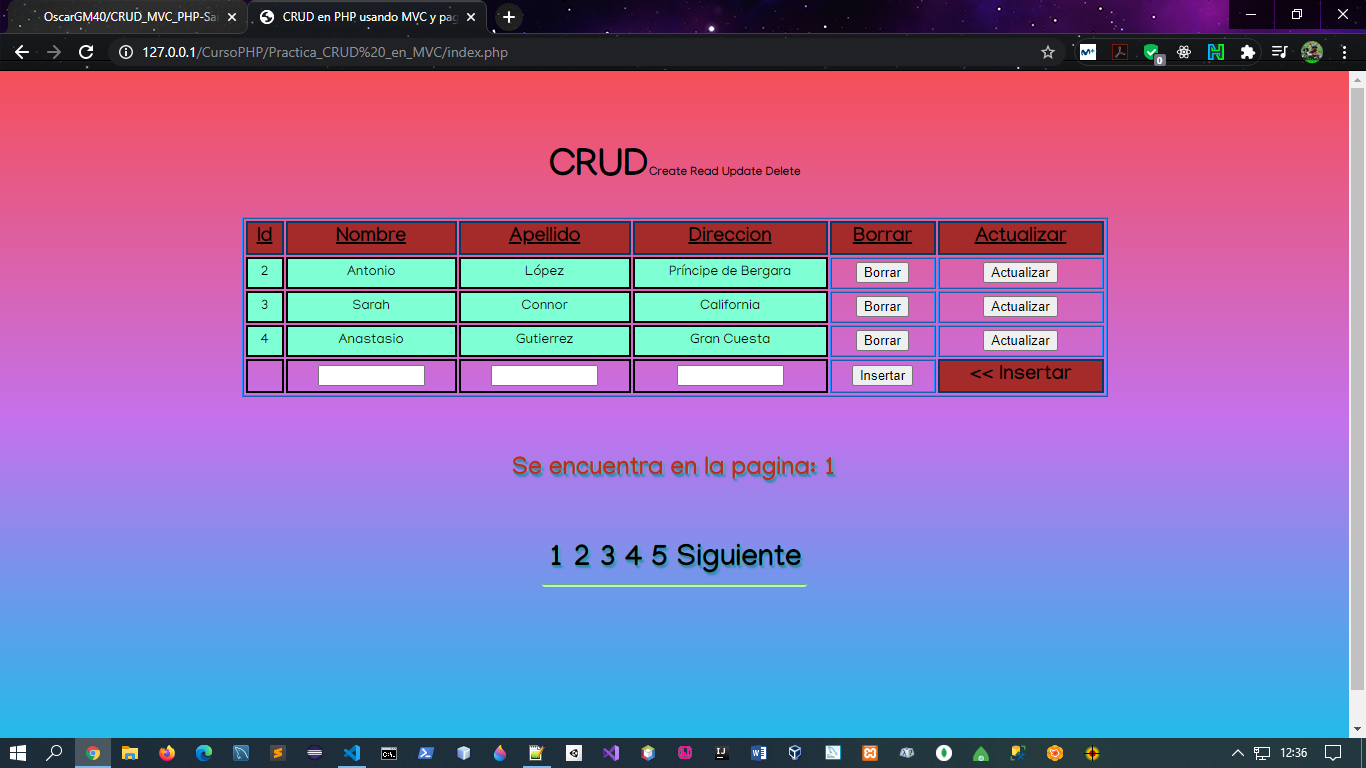 OscarGM40/CRUD_MVC_PHP-Sa
CRUD en PHP usando MVC y pag
127.0.0.1/CursoPHP/Practica_CRUD%20_en_MVC/index.php
0
CRUD Create Read Update Delete
Id Nombre Apellido Direccion Borrar Actualizar
2 Antonio López Príncipe de Bergara Borrar Actualizar
3 Sarah Connor California Borrar Actualizar
4 Anastasio Gutierrez Gran Cuesta Borrar Actualizar
Insertar << Insertar
Se encuentra en la pagina: 1
1 2 3 4 5 Siguiente
12:36